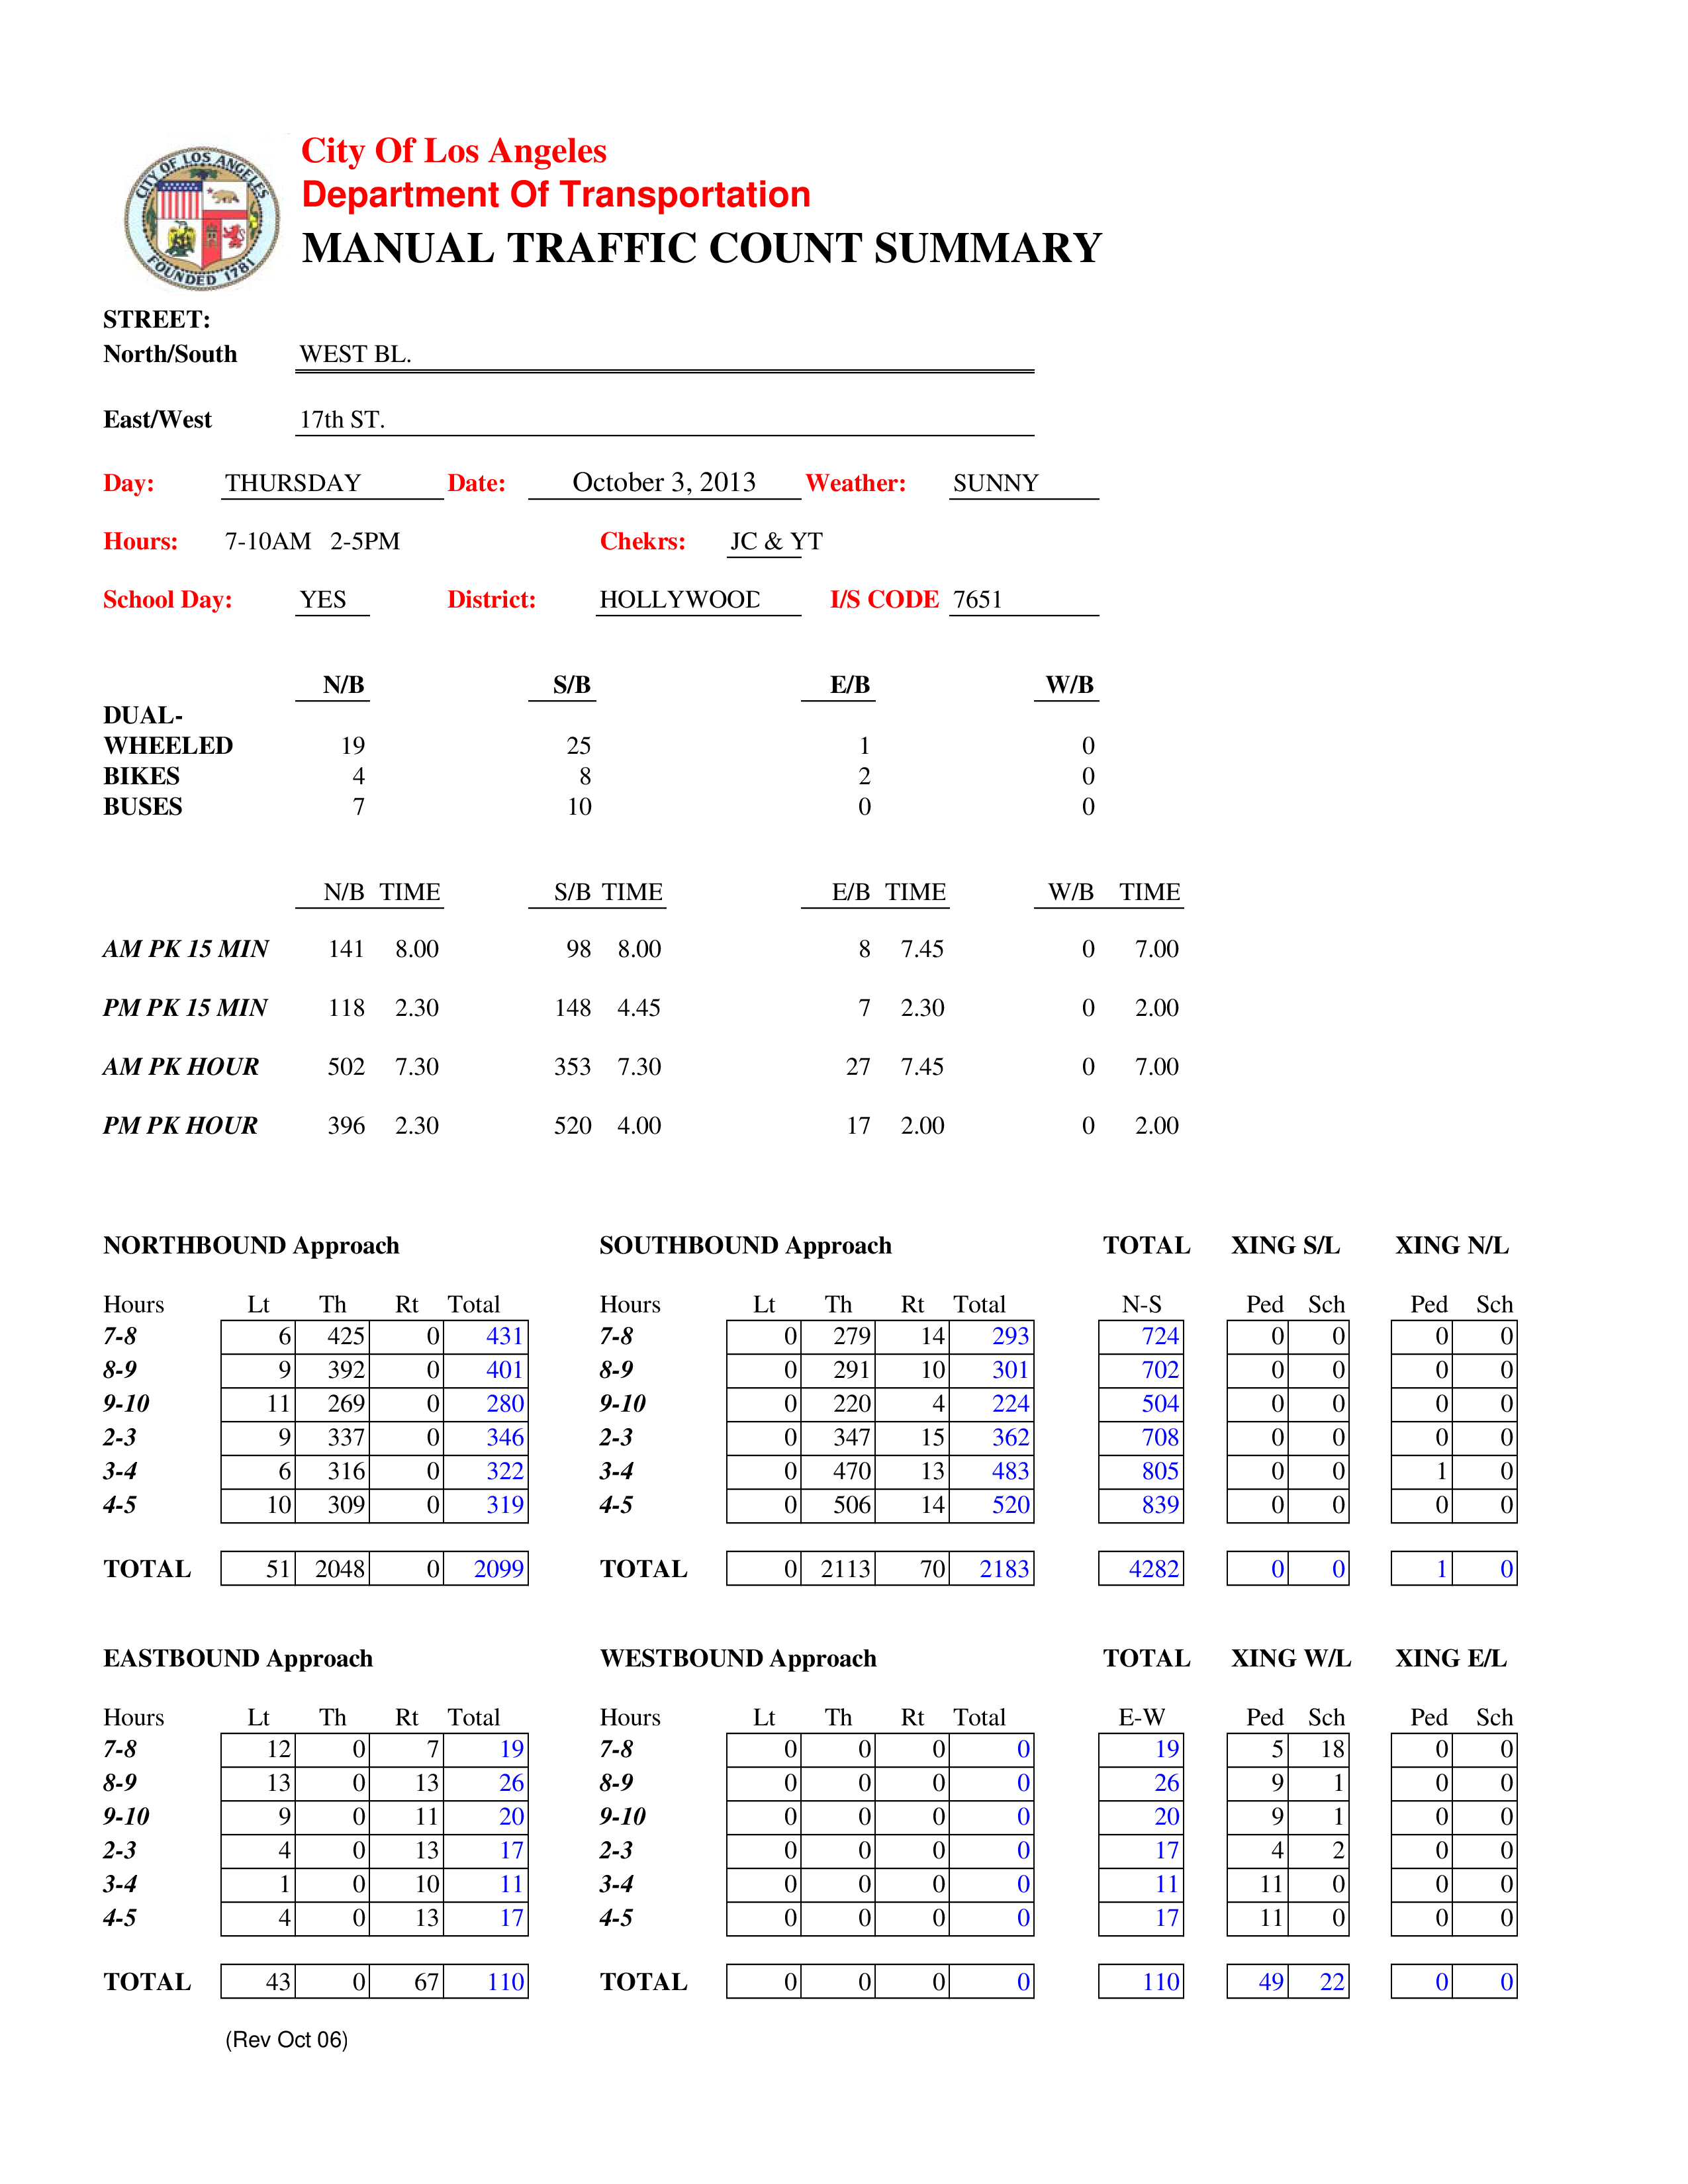 CITY OF LOS ANGELES
FOUNDED 1781
City Of Los Angeles
Department Of Transportation
MANUAL TRAFFIC COUNT SUMMARY
STREET:
North/South WEST BL.
East/West 17th ST.
Day: THURSDAY Date: October 3, 2013 Weather: SUNNY
Hours: 7-10AM 2-5PM Chekrs: JC & YT
School Day: YES District: HOLLYWOOD I/S CODE 7651
N/B S/B E/B W/B
DUAL-
WHEELED 19 25 1 0
BIKES 4 8 2 0
BUSES 7 10 0 0
N/B TIME S/B TIME E/B TIME W/B TIME
AM PK 15 MIN 141 8.00 98 8.00 8 7.45 0 7.00
PM PK 15 MIN 118 2.30 148 4.45 7 2.30 0 2.00
AM PK HOUR 502 7.30 353 7.30 27 7.45 0 7.00
PM PK HOUR 396 2.30 520 4.00 17 2.00 0 2.00
NORTHBOUND Approach SOUTHBOUND Approach TOTAL XING S/L XING N/L
Hours Lt Th Rt Total Hours Lt Th Rt Total N-S Ped Sch Ped Sch
7-8 6 425 0 431 7-8 0 279 14 293 724 0 0 0 0
8-9 9 392 0 401 8-9 0 291 10 301 702 0 0 0 0
9-10 11 269 0 280 9-10 0 220 4 224 504 0 0 0 0
2-3 9 337 0 346 2-3 0 347 15 362 708 0 0 0 0
3-4 6 316 0 322 3-4 0 470 13 483 805 0 0 1 0
4-5 10 309 0 319 4-5 0 506 14 520 839 0 0 0 0
TOTAL 51 2048 0 2099 TOTAL 0 2113 70 2183 4282 0 0 1 0
EASTBOUND Approach WESTBOUND Approach TOTAL XING W/L XING E/L
Hours Lt Th Rt Total Hours Lt Th Rt Total E-W Ped Sch Ped Sch
7-8 12 0 7 19 7-8 0 0 0 0 19 5 18 0 0
8-9 13 0 13 26 8-9 0 0 0 0 26 9 1 0 0
9-10 9 0 11 20 9-10 0 0 0 0 20 9 1 0 0
2-3 4 0 13 17 2-3 0 0 0 0 17 4 2 0 0
3-4 1 0 10 11 3-4 0 0 0 0 11 11 0 0 0
4-5 4 0 13 17 4-5 0 0 0 0 17 11 0 0 0
TOTAL 43 0 67 110 TOTAL 0 0 0 0 110 49 22 0 0
(Rev Oct 06)